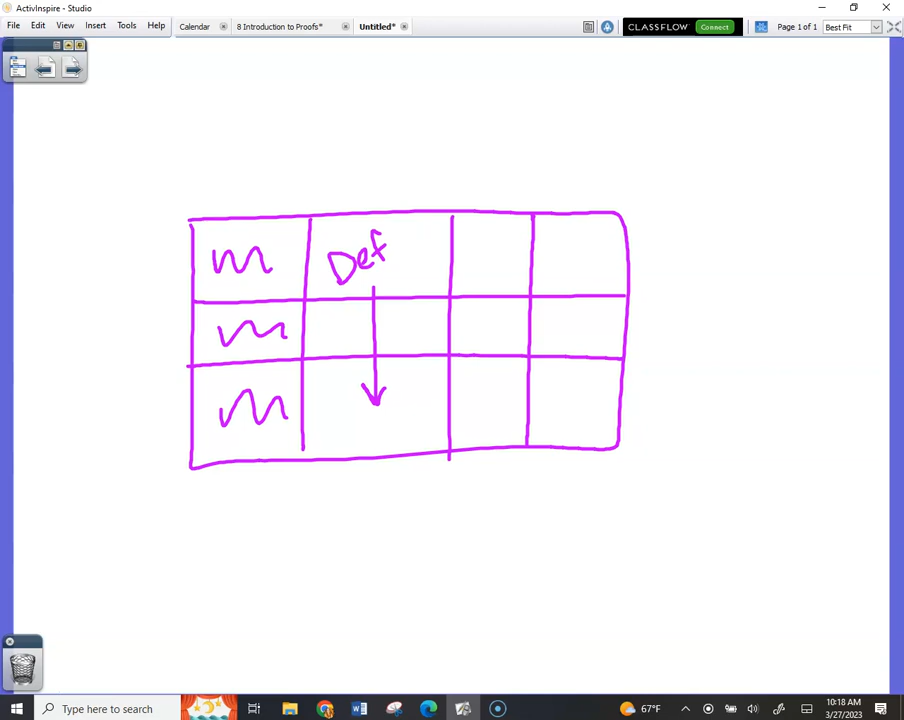 ActivInspire - Studio
File Edit View Insert Tools Help Calendar 8 Introduction to Proofs* Untitled* CLASSFLOW Connect Page 1 of 1 Best Fit
Def
Type here to search 67°F 10:18 AM
3/27/2023